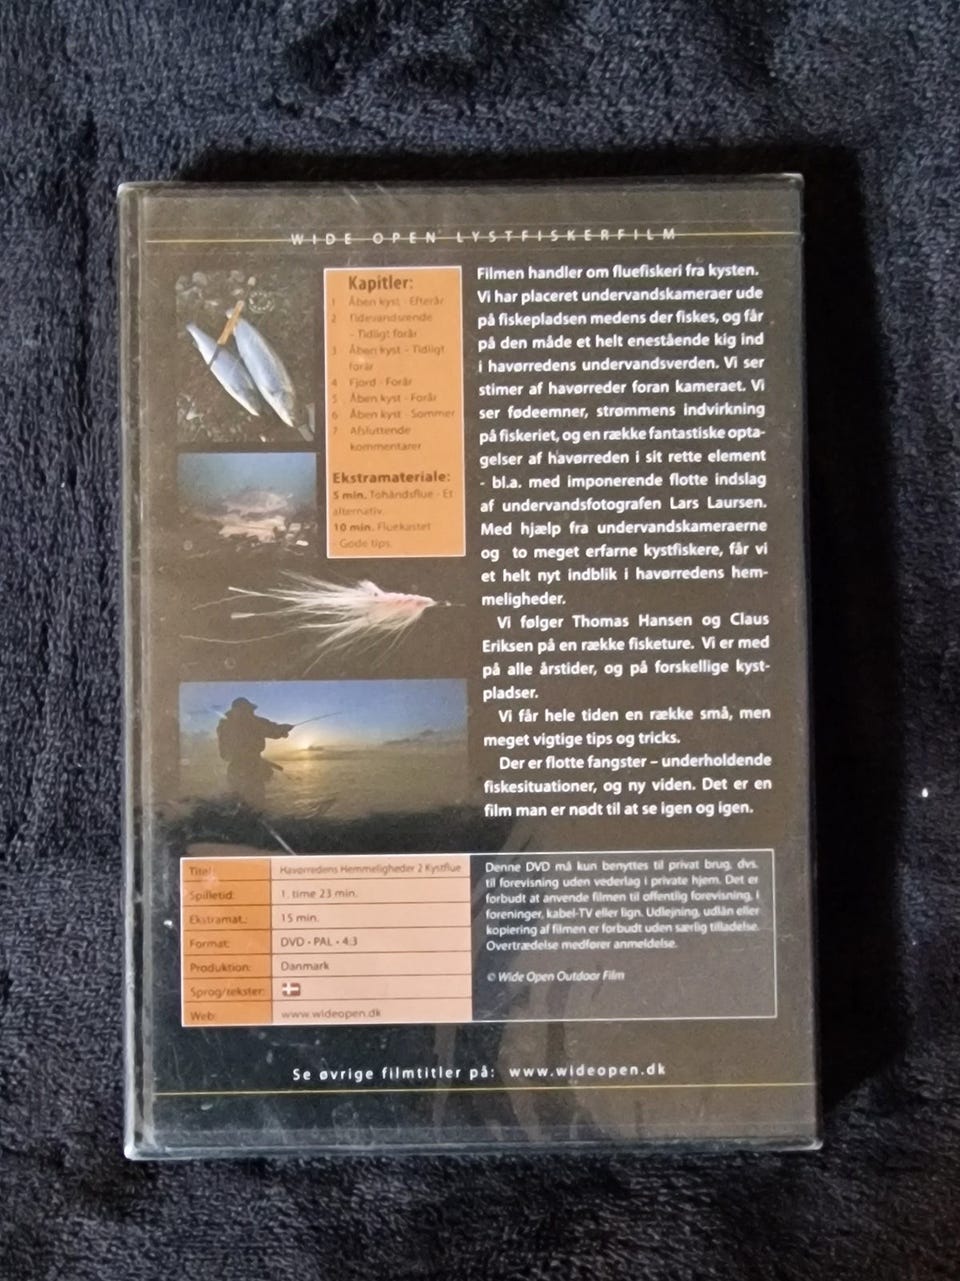 WIDE OPEN LYSTFISKERFILM
Kapitler:
1 Åben kyst - Efterår
2 Tidevandsrende
- Tidligt forår
3 Åben kyst - Tidligt
forår
4 Fjord - Forår
5 Åben kyst - Forår
6 Åben kyst - Sommer
7 Afsluttende
kommentarer
Ekstramateriale:
5 min. Tohåndsflue - Et
alternativ.
10 min. Fluekastet
- Gode tips.
Filmen handler om fluefiskeri fra kysten.
Vi har placeret undervandskameraer ude
på fiskepladsen medens der fiskes, og får
på den måde et helt enestående kig ind
i havørredens undervandsverden. Vi ser
stimer af havørreder foran kameraet. Vi
ser fødeemner, strømmens indvirkning
på fiskeriet, og en række fantastiske opta-
gelser af havørreden i sit rette element
- bl.a. med imponerende flotte indslag
af undervandsfotografen Lars Laursen.
Med hjælp fra undervandskameraerne
og to meget erfarne kystfiskere, får vi
et helt nyt indblik i havørredens hem-
meligheder.
Vi følger Thomas Hansen og Claus
Eriksen på en række fisketure. Vi er med
på alle årstider, og på forskellige kyst-
pladser.
Vi får hele tiden en række små, men
meget vigtige tips og tricks.
Der er flotte fangster – underholdende
fiskesituationer, og ny viden. Det er en
film man er nødt til at se igen og igen.
Titel: Havørredens Hemmeligheder 2 Kystflue
Spilletid: 1. time 23 min.
Ekstramat.: 15 min.
Format: DVD • PAL • 4:3
Produktion: Danmark
Sprog/tekster:
Web: www.wideopen.dk
Denne DVD må kun benyttes til privat brug, dvs.
til forevisning uden vederlag i private hjem. Det er
forbudt at anvende filmen til offentlig forevisning, i
foreninger, kabel-TV eller lign. Udlejning, udlån eller
kopiering af filmen er forbudt uden særlig tilladelse.
Overtrædelse medfører anmeldelse.
© Wide Open Outdoor Film
Se øvrige filmtitler på: www.wideopen.dk